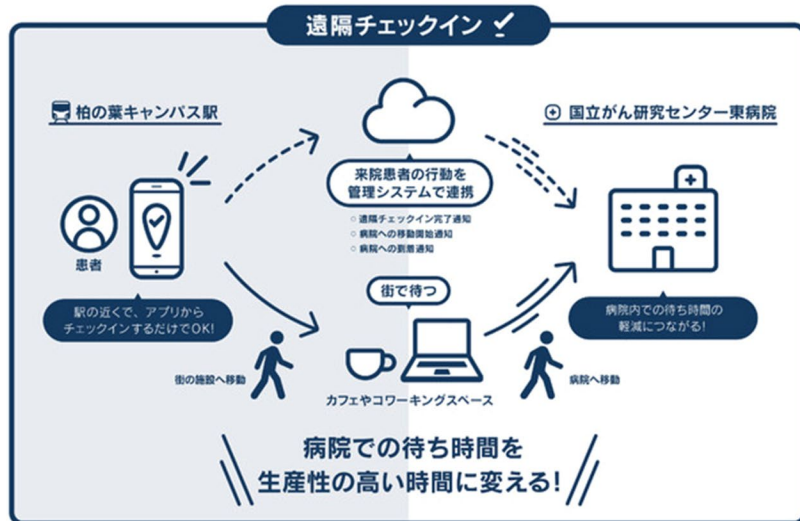 遠隔チェックイン
柏の葉キャンパス駅
国立がん研究センター東病院
来院患者の行動を
管理システムで連携
○ 遠隔チェックイン完了通知
○ 病院への移動開始通知
○ 病院への到着通知
患者
駅の近くで、アプリから
チェックインするだけでOK!
街で待つ
病院内での待ち時間の
軽減につながる!
街の施設へ移動
病院へ移動
カフェやコワーキングスペース
病院での待ち時間を
生産性の高い時間に変える!